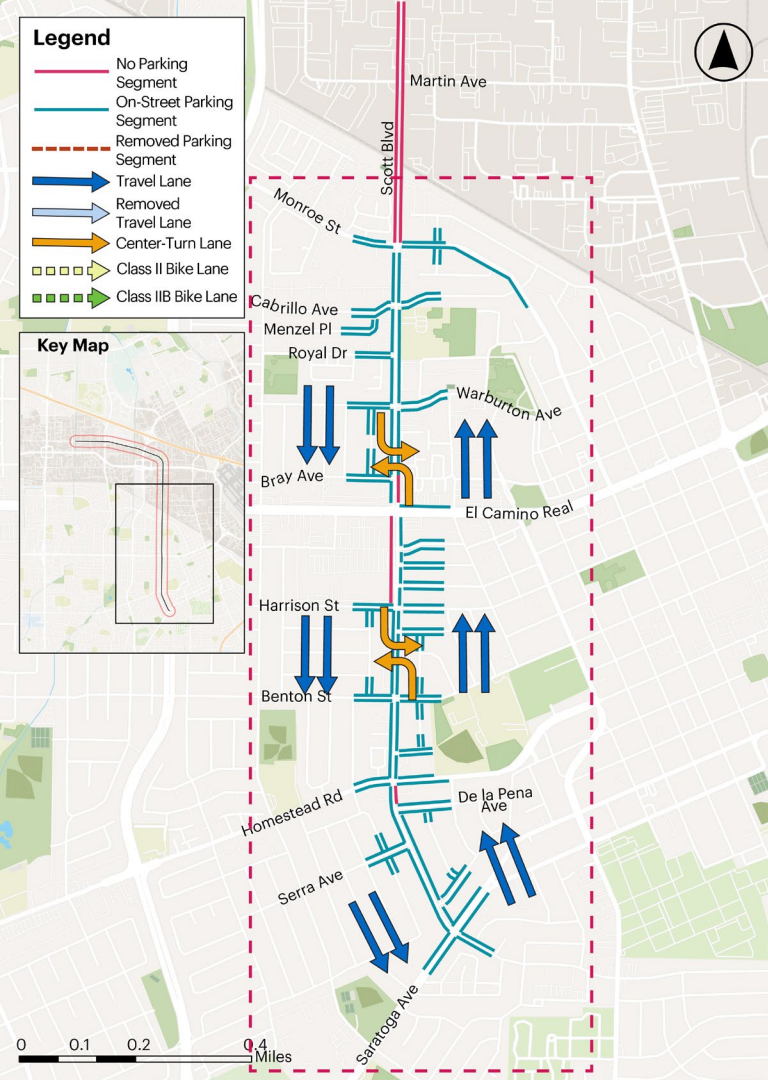 Legend
No Parking
Segment
On-Street Parking
Segment
Removed Parking
Segment
Travel Lane
Removed
Travel Lane
Center-Turn Lane
Class II Bike Lane
Class IIB Bike Lane
Key Map
Martin Ave
Scott Blvd
Monroe St
Cabrillo Ave
Menzel Pl
Royal Dr
Warburton Ave
Bray Ave
El Camino Real
Harrison St
Benton St
Homestead Rd
De la Pena
Ave
Serra Ave
Saratoga Ave
0 0.1 0.2 0.4
Miles